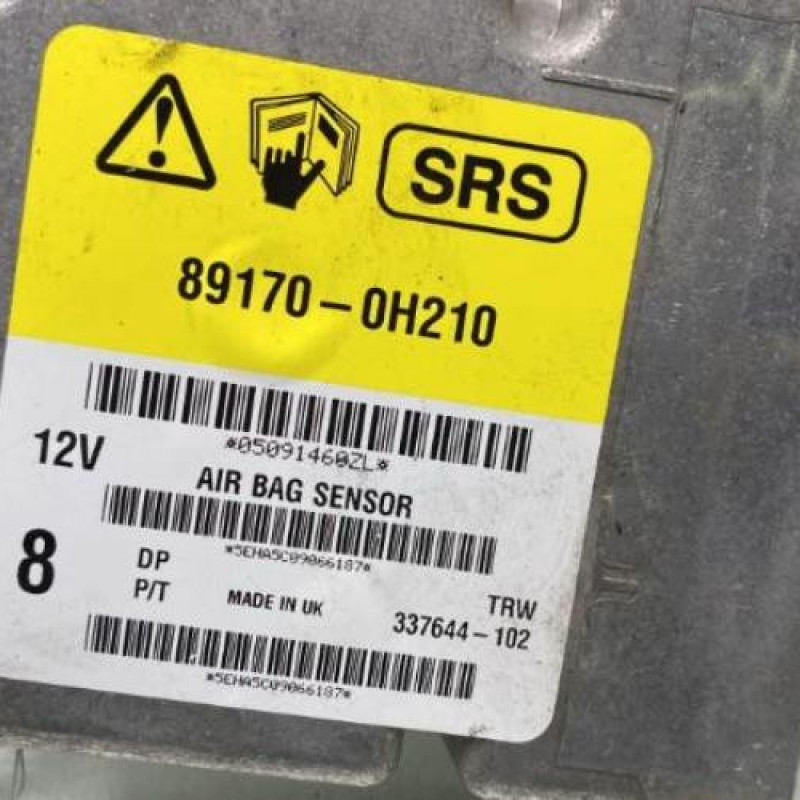 SRS
89170-0H210
*05091460ZL*
12V
AIR BAG SENSOR
*5EHA5C09066187*
8
DP
P/T
MADE IN UK
TRW
337644-102
*5EHA5C09066187*